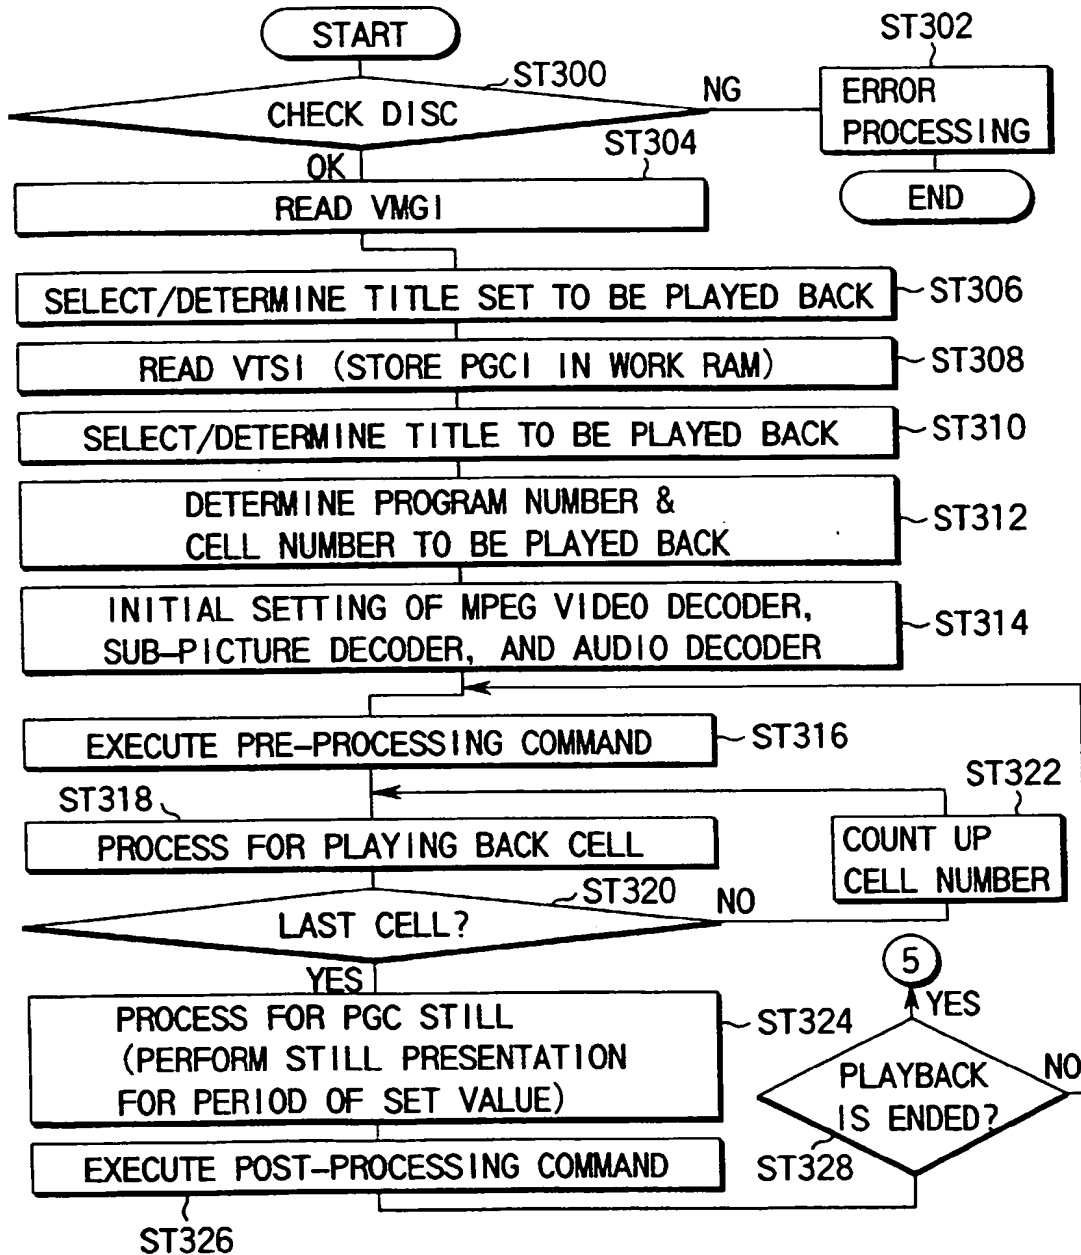 START
ST300
CHECK DISC
NG
ST302
ERROR
PROCESSING
END
OK
ST304
READ VMGI
SELECT/DETERMINE TITLE SET TO BE PLAYED BACK
ST306
READ VTSI (STORE PGCI IN WORK RAM)
ST308
SELECT/DETERMINE TITLE TO BE PLAYED BACK
ST310
DETERMINE PROGRAM NUMBER &
CELL NUMBER TO BE PLAYED BACK
ST312
INITIAL SETTING OF MPEG VIDEO DECODER,
SUB-PICTURE DECODER, AND AUDIO DECODER
ST314
EXECUTE PRE-PROCESSING COMMAND
ST316
ST318
PROCESS FOR PLAYING BACK CELL
ST322
COUNT UP
CELL NUMBER
ST320
LAST CELL?
NO
YES
PROCESS FOR PGC STILL
(PERFORM STILL PRESENTATION
FOR PERIOD OF SET VALUE)
ST324
EXECUTE POST-PROCESSING COMMAND
ST326
5
YES
PLAYBACK
IS ENDED?
NO
ST328